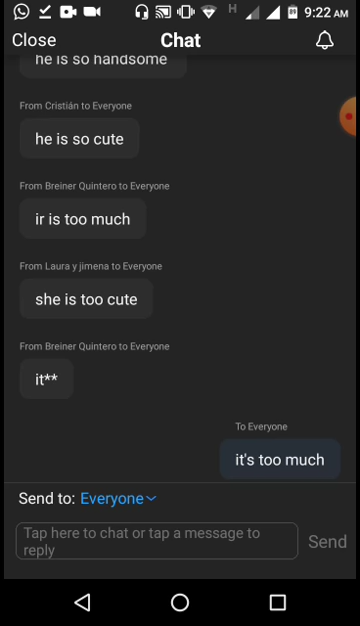 H 9:22 AM
Close Chat
he is so handsome
From Cristián to Everyone
he is so cute
From Breiner Quintero to Everyone
ir is too much
From Laura y jimena to Everyone
she is too cute
From Breiner Quintero to Everyone
it**
To Everyone
it's too much
Send to: Everyone
Tap here to chat or tap a message to
reply
Send